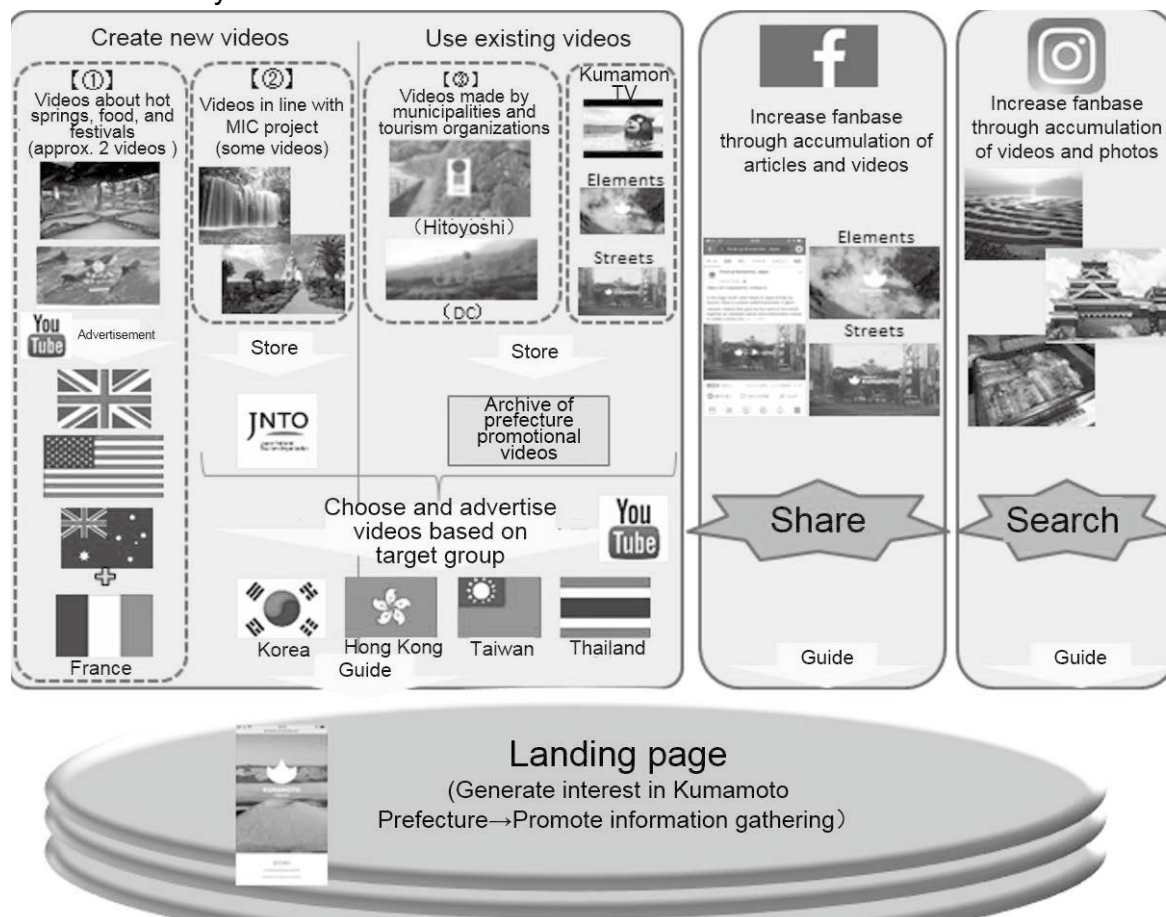 Create new videos
Use existing videos
【①】
Videos about hot
springs, food, and
festivals
(approx. 2 videos )
【②】
Videos in line with
MIC project
(some videos)
【③】
Videos made by
municipalities and
tourism organizations
(Hitoyoshi)
(DC)
Kumamon
TV
Elements
Streets
You
Tube
Advertisement
France
Store
JNTO
Store
Archive of
prefecture
promotional
videos
Choose and advertise
videos based on
target group
You
Tube
Korea
Hong Kong
Taiwan
Thailand
Guide
f
Increase fanbase
through accumulation of
articles and videos
Elements
Streets
Share
Guide
Increase fanbase
through accumulation
of videos and photos
Search
Guide
Landing page
(Generate interest in Kumamoto
Prefecture→Promote information gathering）